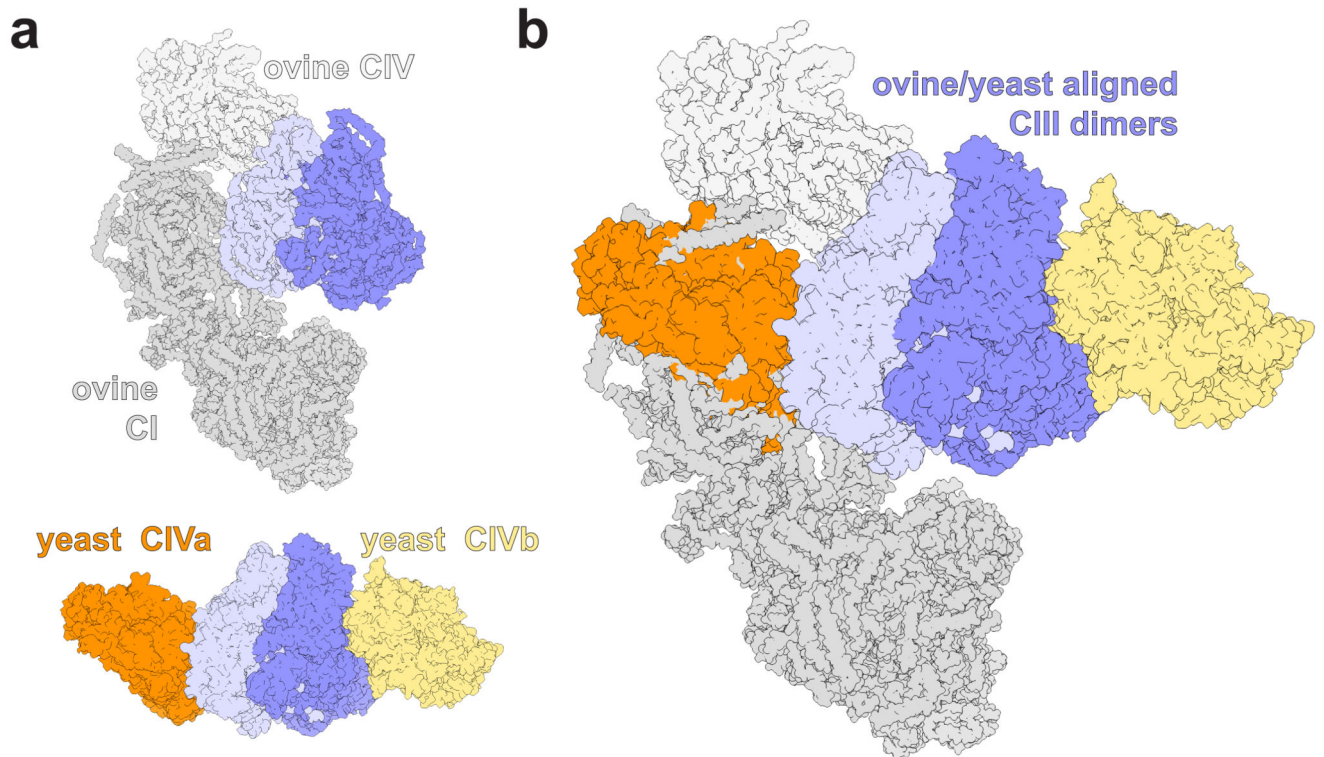 a
ovine CIV
ovine
CI
yeast CIVa
yeast CIVb
b
ovine/yeast aligned
CIII dimers